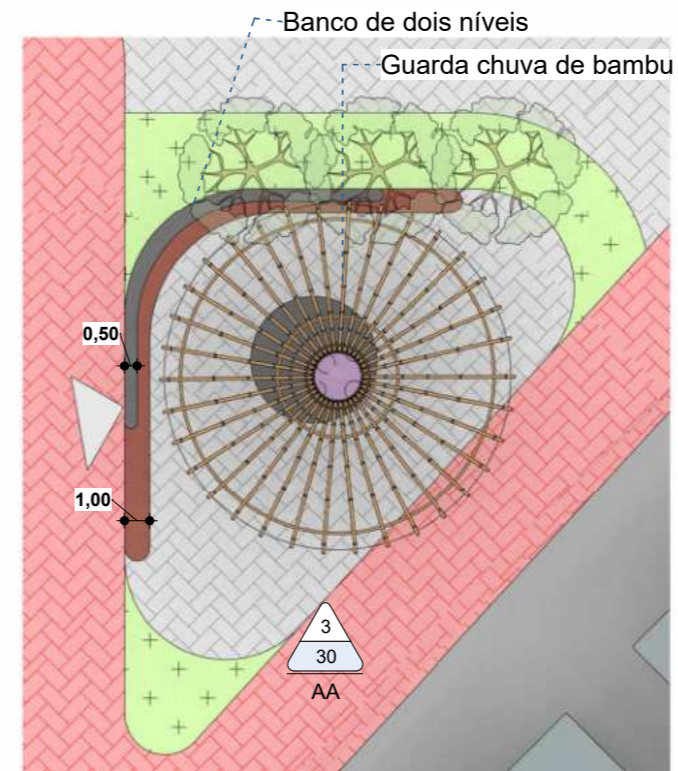 Banco de dois níveis
Guarda chuva de bambu
0,50
1,00
3
30
AA